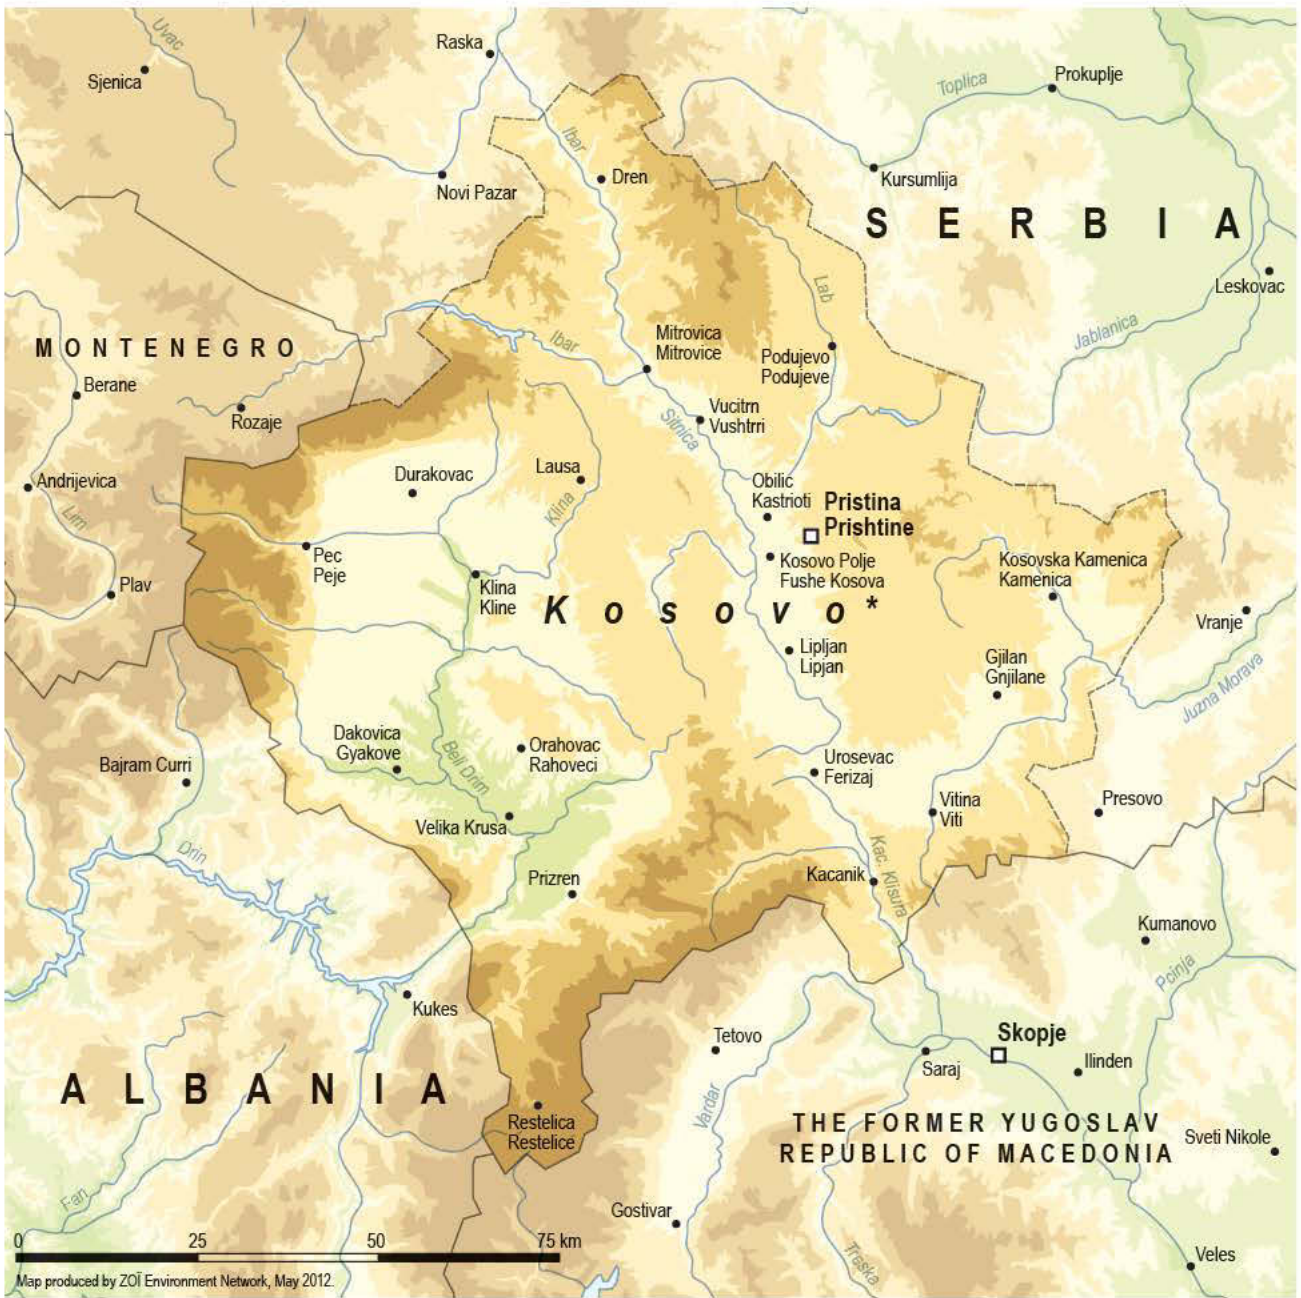 Uvac
Raska
Sjenica
Toplica
Prokuplje
Ibar
Dren
Novi Pazar
Kursumlija
SERBIA
Leskovac
Lab
Jablanica
MONTENEGRO
Ibar
Mitrovica
Mitrovice
Podujevo
Podujeve
Berane
Rozaje
Vucitrn
Vushtrri
Sitnica
Andrijevica
Durakovac
Lausa
Klina
Obilic
Kastrioti
Pristina
Prishtine
Lim
Pec
Peje
Kosovo Polje
Fushe Kosova
Kosovska Kamenica
Kamenica
Plav
Klina
Kline
Kosovo*
Vranje
Lipljan
Lipjan
Gjilan
Gnjilane
Juzna Morava
Dakovica
Gyakove
Beli Drim
Orahovac
Rahoveci
Bajram Curri
Urosevac
Ferizaj
Vitina
Viti
Presovo
Velika Krusa
Drin
Kac. Klisura
Prizren
Kacanik
Kumanovo
Pcinja
Kukes
Tetovo
Skopje
Saraj
Ilinden
ALBANIA
Vardar
Restelica
Restelice
THE FORMER YUGOSLAV
REPUBLIC OF MACEDONIA
Sveti Nikole
Fan
Gostivar
Treska
Veles
0 25 50 75 km
Map produced by ZOÏ Environment Network, May 2012.